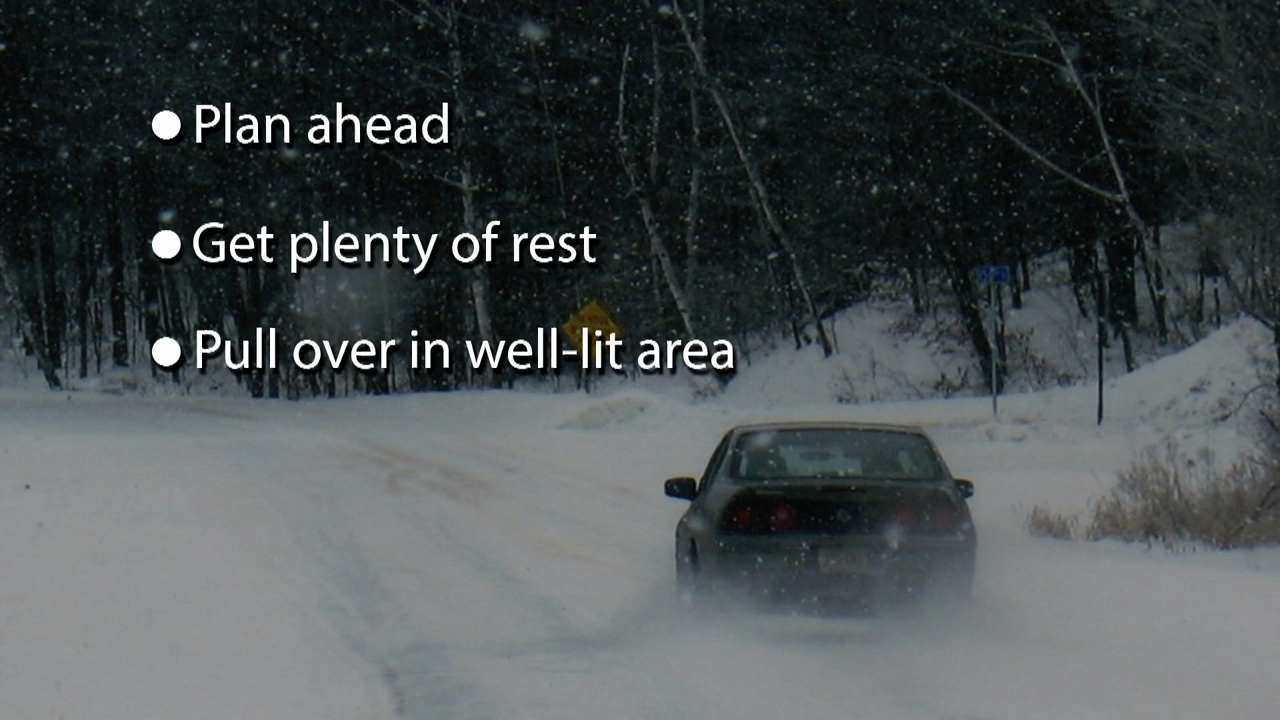 ● Plan ahead
● Get plenty of rest
● Pull over in well-lit area